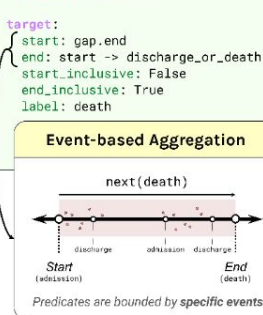 target:
start: gap.end
end: start -> discharge_or_death
start_inclusive: False
end_inclusive: True
label: death
Event-based Aggregation
next(death)
discharge admission discharge
Start End
(admission) (death)
Predicates are bounded by specific events